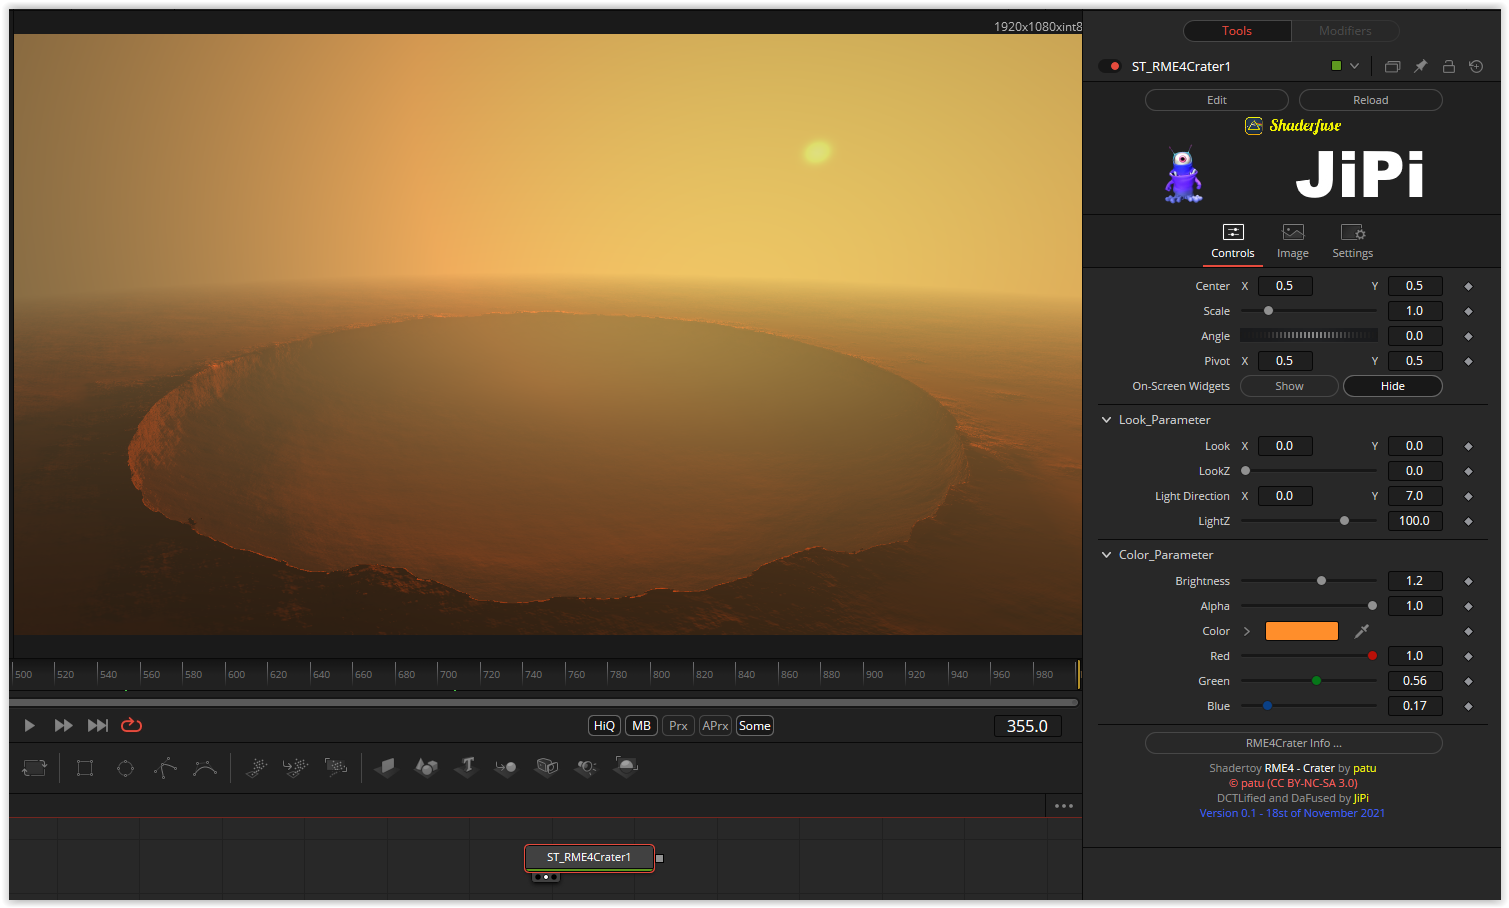 1920x1080xint8
Tools Modifiers
ST_RME4Crater1
Edit Reload
Shaderfuse
JiPi
Controls Image Settings
Center X 0.5 Y 0.5
Scale 1.0
Angle 0.0
Pivot X 0.5 Y 0.5
On-Screen Widgets Show Hide
Look_Parameter
Look X 0.0 Y 0.0
LookZ 0.0
Light Direction X 0.0 Y 7.0
LightZ 100.0
Color_Parameter
Brightness 1.2
Alpha 1.0
Color
Red 1.0
Green 0.56
Blue 0.17
RME4Crater Info ...
Shadertoy RME4 - Crater by patu
© patu (CC BY-NC-SA 3.0)
DCTLified and DaFused by JiPi
Version 0.1 - 18st of November 2021
500 520 540 560 580 600 620 640 660 680 700 720 740 760 780 800 820 840 860 880 900 920 940 960 980
HiQ MB Prx APrx Some 355.0
T
ST_RME4Crater1